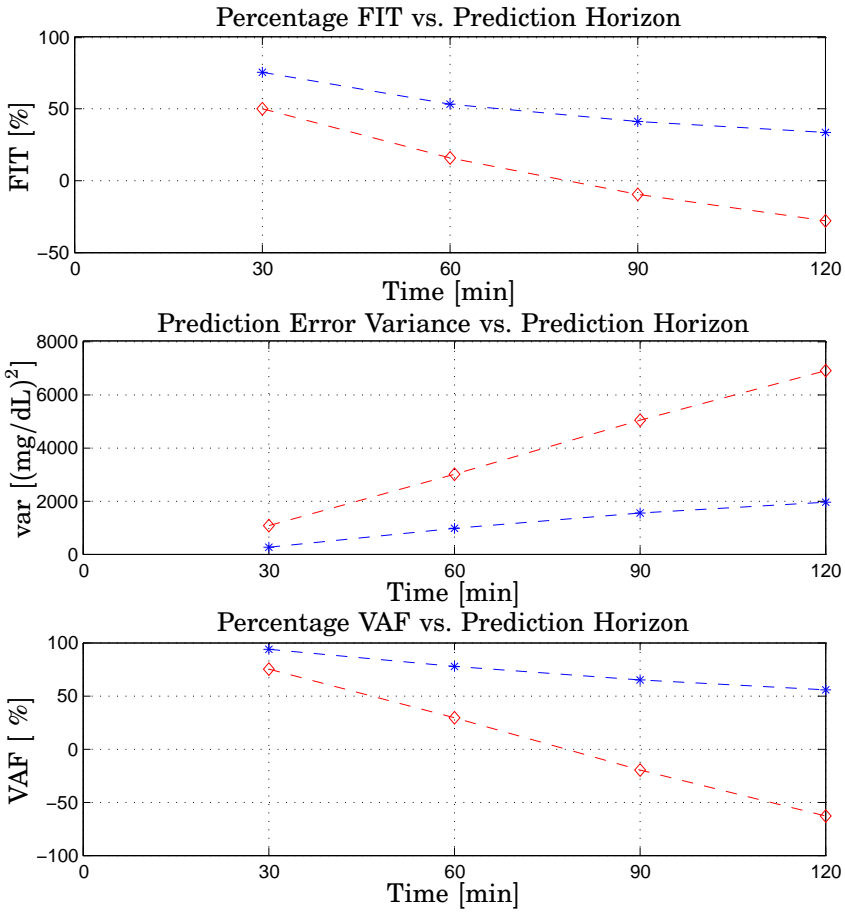 Percentage FIT vs. Prediction Horizon
100
50
0
−50
FIT [%]
0 30 60 90 120
Time [min]
Prediction Error Variance vs. Prediction Horizon
8000
6000
4000
2000
0
var [(mg/dL)²]
0 30 60 90 120
Time [min]
Percentage VAF vs. Prediction Horizon
100
50
0
−50
−100
VAF [ %]
0 30 60 90 120
Time [min]